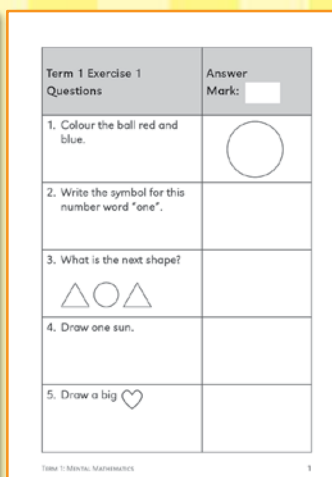 Term 1 Exercise 1
Questions
Answer
Mark:
1. Colour the ball red and
blue.
2. Write the symbol for this
number word "one".
3. What is the next shape?
4. Draw one sun.
5. Draw a big
Term 1: Mental Mathematics
1